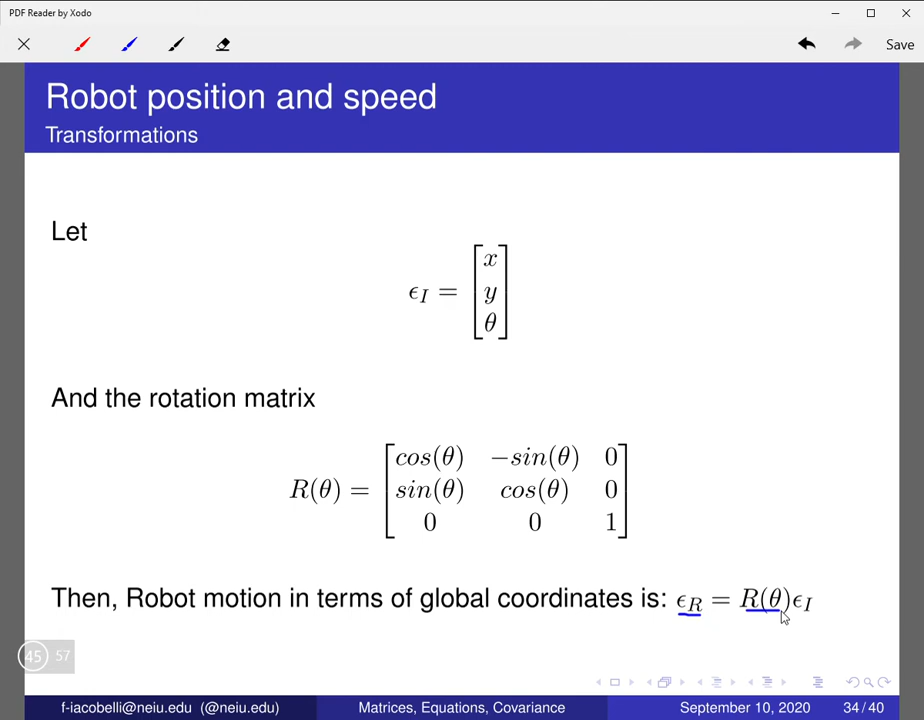 PDF Reader by Xodo
Save
Robot position and speed
Transformations
Let
ϵ_I = [x
y
θ]
And the rotation matrix
R(θ) = [cos(θ) −sin(θ) 0
sin(θ) cos(θ) 0
0 0 1]
Then, Robot motion in terms of global coordinates is: ϵ_R = R(θ)ϵ_I
45 57
f-iacobelli@neiu.edu (@neiu.edu) Matrices, Equations, Covariance September 10, 2020 34/40